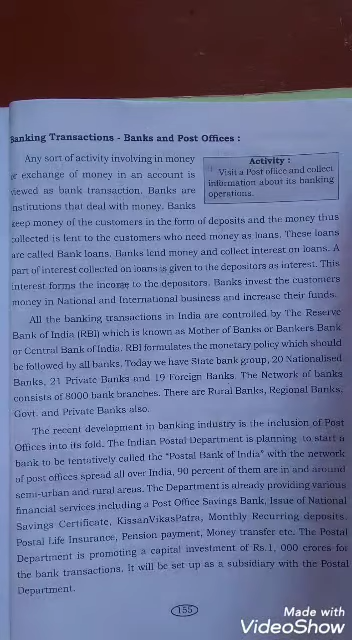 Banking Transactions - Banks and Post Offices :
Any sort of activity involving in money
or exchange of money in an account is
viewed as bank transaction. Banks are
institutions that deal with money. Banks
Activity :
Visit a Post office and collect
information about its banking
operations.
keep money of the customers in the form of deposits and the money thus
collected is lent to the customers who need money as loans. These loans
are called Bank loans. Banks lend money and collect interest on loans. A
part of interest collected on loans is given to the depositors as interest. This
interest forms the income to the depositors. Banks invest the customers
money in National and International business and increase their funds.
All the banking transactions in India are controlled by The Reserve
Bank of India (RBI) which is known as Mother of Banks or Bankers Bank
or Central Bank of India. RBI formulates the monetary policy which should
be followed by all banks. Today we have State bank group, 20 Nationalised
Banks, 21 Private Banks and 19 Foreign Banks. The Network of banks
consists of 8000 bank branches. There are Rural Banks, Regional Banks,
Govt. and Private Banks also.
The recent development in banking industry is the inclusion of Post
Offices into its fold. The Indian Postal Department is planning to start a
bank to be tentatively called the "Postal Bank of India" with the network
of post offices spread all over India, 90 percent of them are in and around
semi-urban and rural areas. The Department is already providing various
financial services including a Post Office Savings Bank, Issue of National
Savings Certificate, KissanVikasPatra, Monthly Recurring deposits,
Postal Life Insurance, Pension payment, Money transfer etc. The Postal
Department is promoting a capital investment of Rs.1, 000 crores for
the bank transactions. It will be set up as a subsidiary with the Postal
Department.
155
Made with
VideoShow